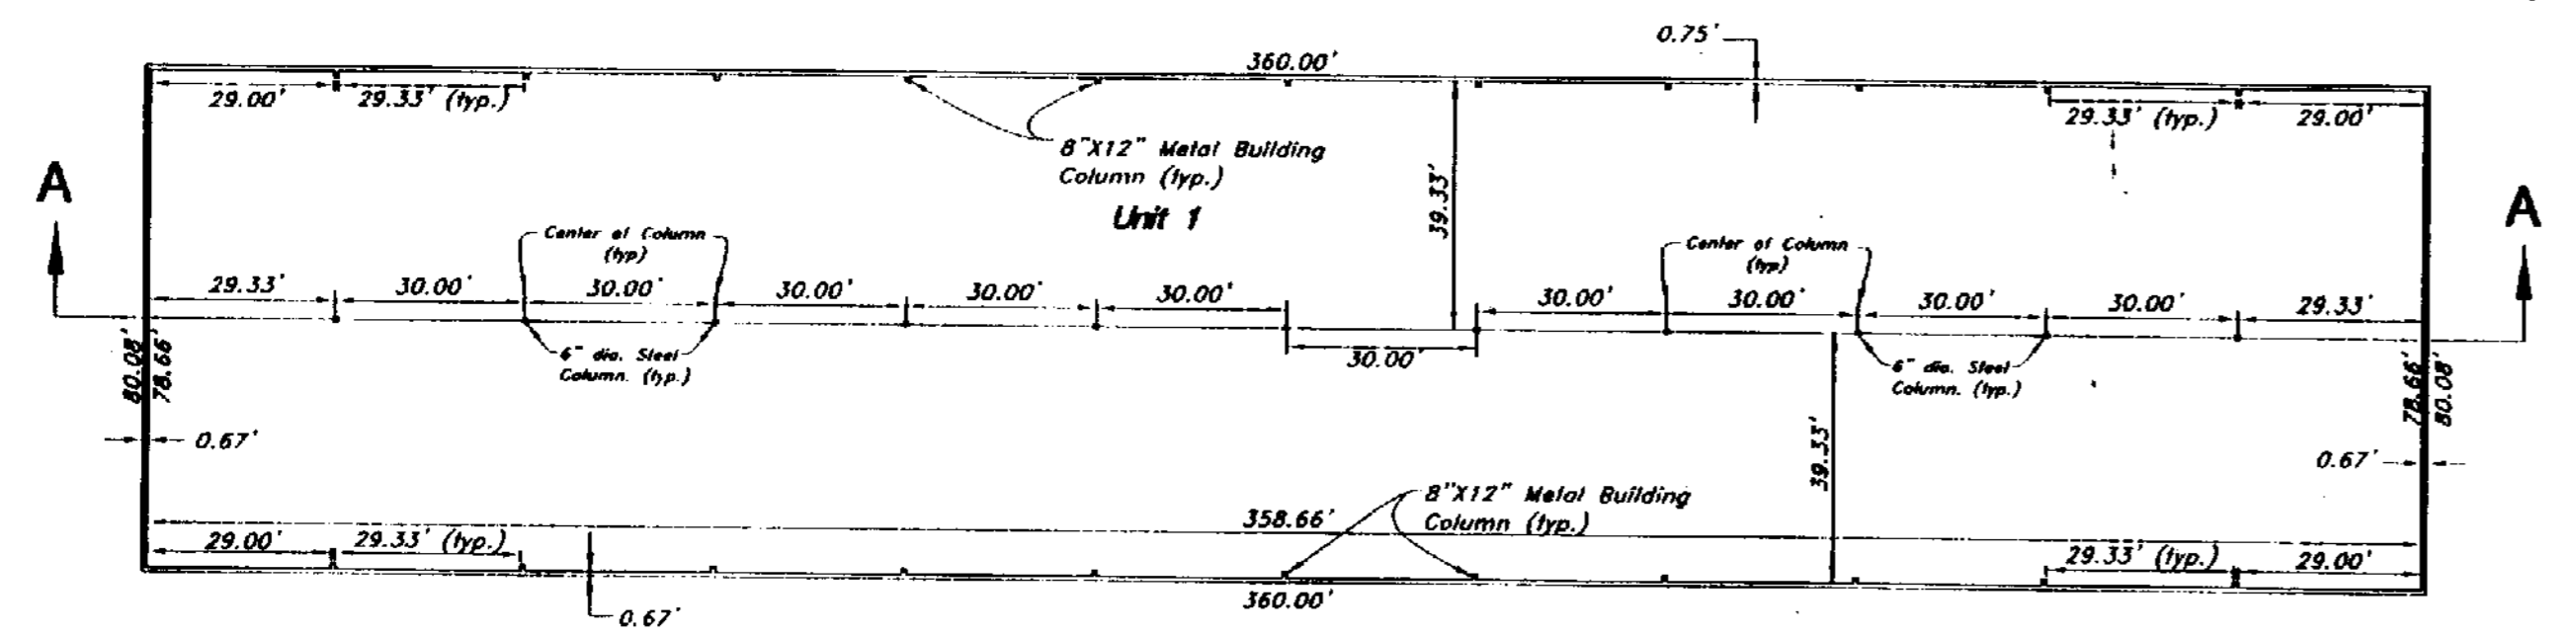 0.75'
360.00'
29.00'
29.33' (typ.)
29.33' (typ.)
29.00'
8"X12" Metal Building
Column (typ.)
A
A
39.33'
Unit 1
Center of Column
(typ)
Center of Column
(typ)
29.33'
30.00'
30.00'
30.00'
30.00'
30.00'
30.00'
30.00'
30.00'
30.00'
29.33'
30.00'
6" dia. Steel
Column. (typ.)
6" dia. Steel
Column. (typ.)
80.08'
78.66'
78.66'
80.08'
0.67'
39.33'
0.67'
8"X12" Metal Building
Column (typ.)
358.66'
29.00'
29.33' (typ.)
29.33' (typ.)
29.00'
360.00'
0.67'